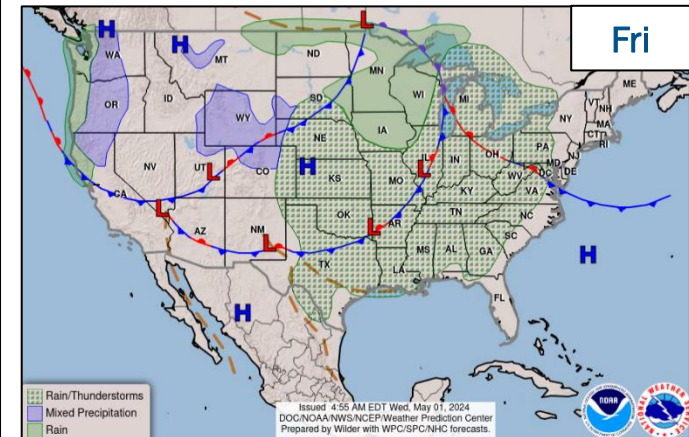 Fri
H
H
L
WA
MT
ND
MN
OR
ID
WY
SD
WI
MI
ME
VT
NH
NY
MA
CT
RI
IA
NE
NV
UT
L
CO
H
KS
MO
IL
L
IN
OH
PA
NJ
MD
DE
DC
WV
VA
KY
CA
L
AZ
NM
L
OK
AR
L
TN
NC
SC
TX
LA
MS
AL
GA
FL
H
H
Rain/Thunderstorms
Mixed Precipitation
Rain
Issued 4:55 AM EDT Wed, May 01, 2024
DOC/NOAA/NWS/NCEP/Weather Prediction Center
Prepared by Wilder with WPC/SPC/NHC forecasts.
NOAA
NATIONAL WEATHER SERVICE